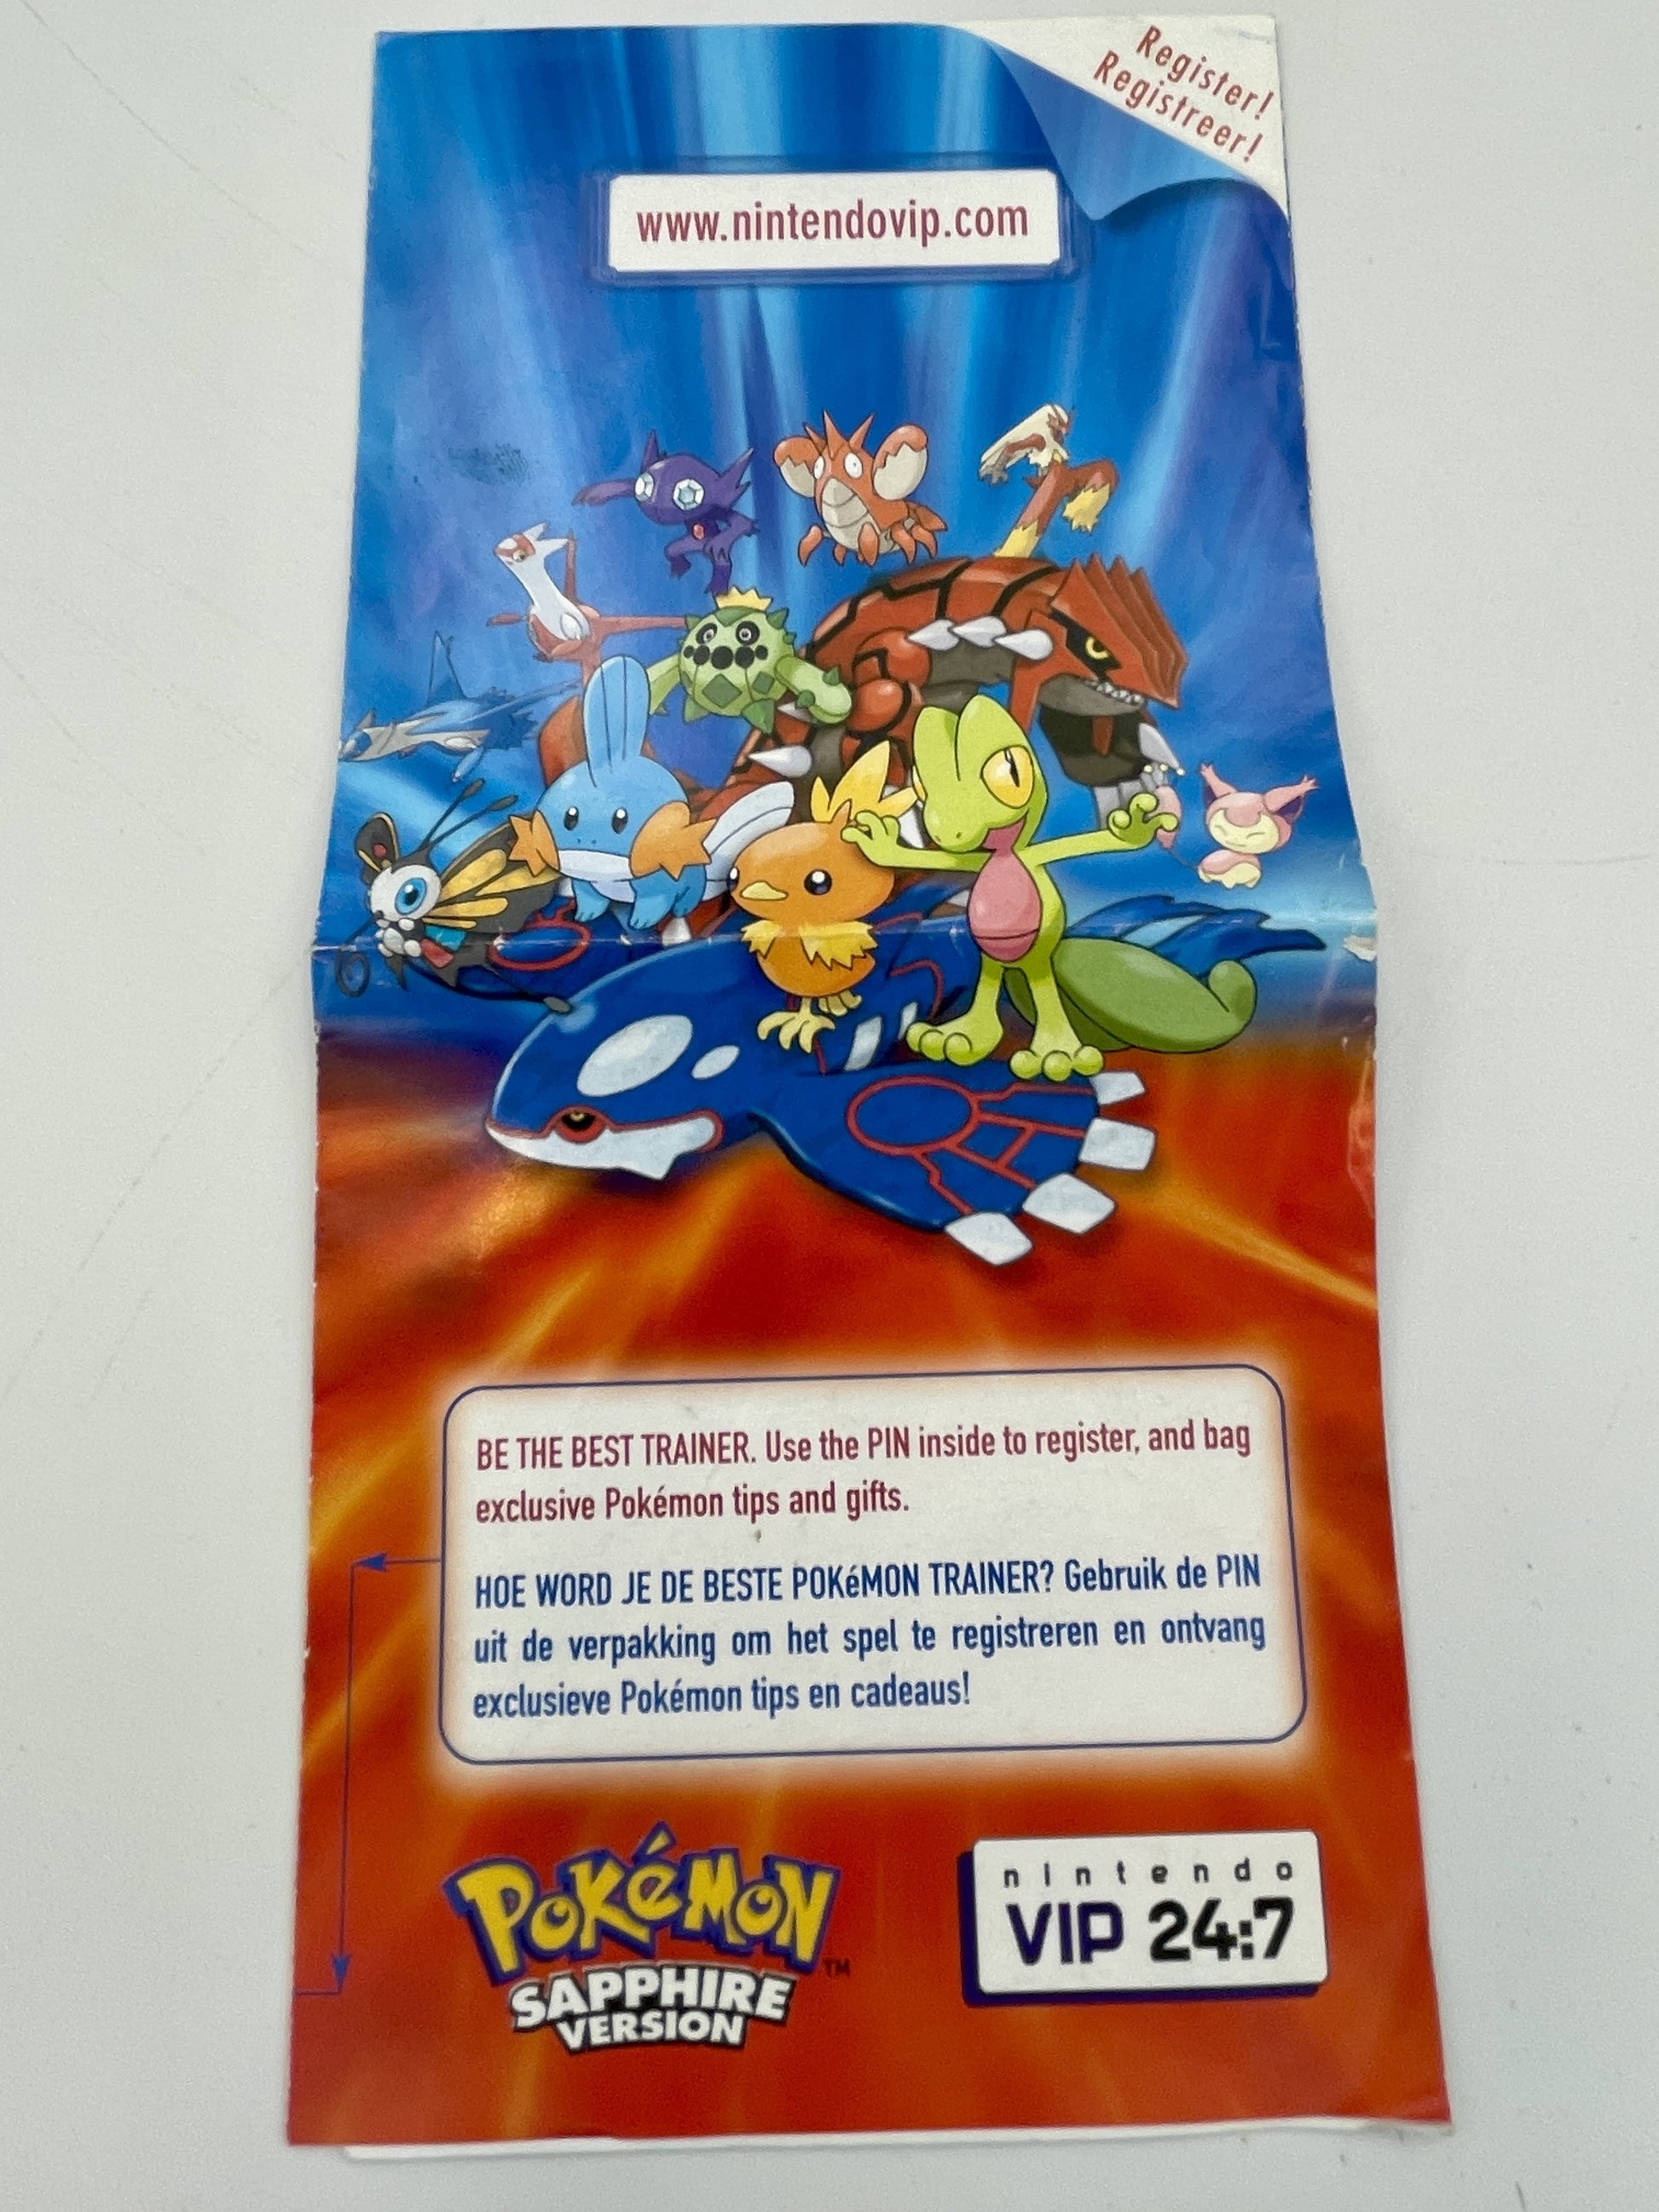 Register!
Registreer!
www.nintendovip.com
BE THE BEST TRAINER. Use the PIN inside to register, and bag
exclusive Pokémon tips and gifts.
HOE WORD JE DE BESTE POKéMON TRAINER? Gebruik de PIN
uit de verpakking om het spel te registreren en ontvang
exclusieve Pokémon tips en cadeaus!
POKéMON™
SAPPHIRE
VERSION
nintendo
VIP 24:7